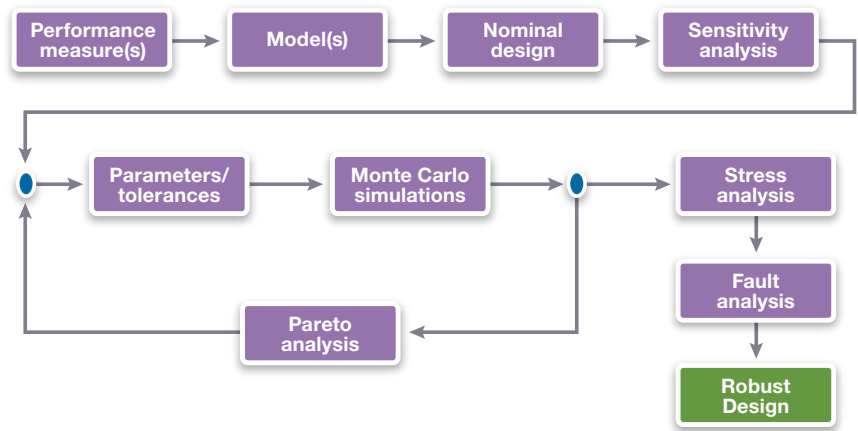 Performance
measure(s)
Model(s)
Nominal
design
Sensitivity
analysis
Parameters/
tolerances
Monte Carlo
simulations
Stress
analysis
Fault
analysis
Pareto
analysis
Robust
Design